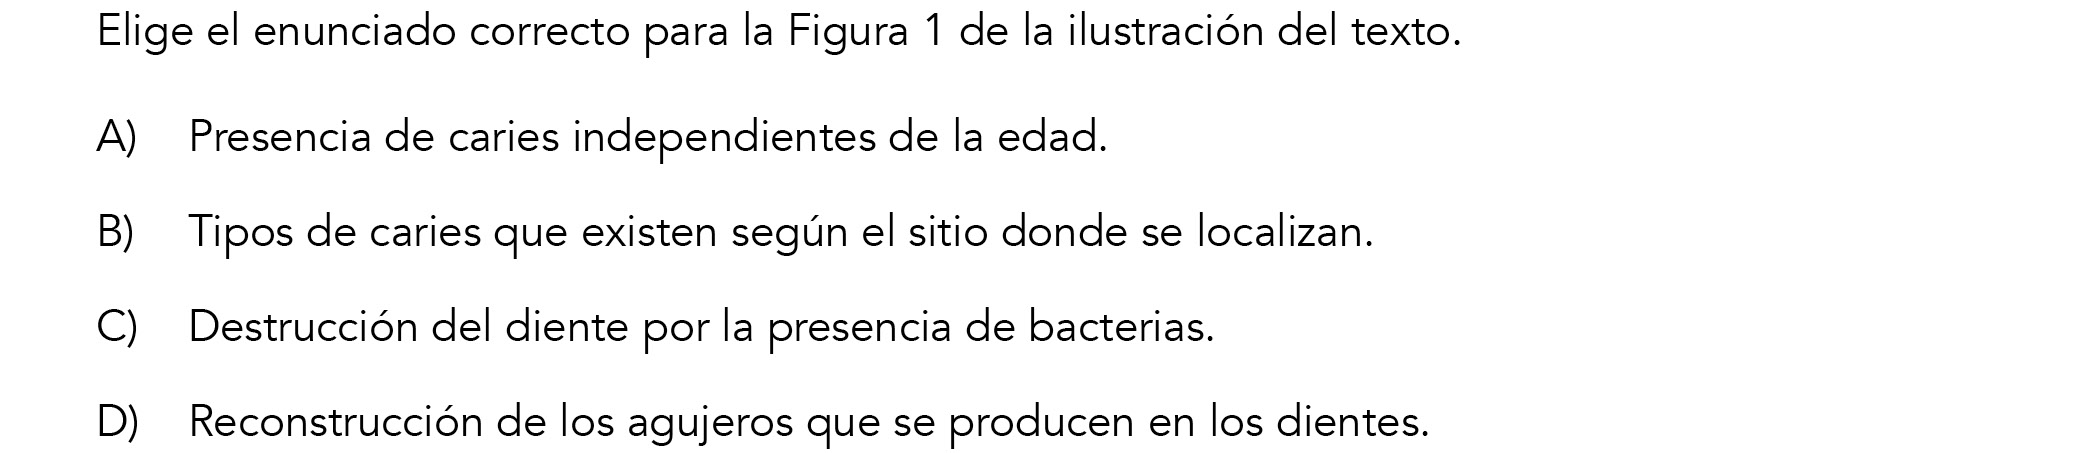 Elige el enunciado correcto para la Figura 1 de la ilustración del texto.
A) Presencia de caries independientes de la edad.
B) Tipos de caries que existen según el sitio donde se localizan.
C) Destrucción del diente por la presencia de bacterias.
D) Reconstrucción de los agujeros que se producen en los dientes.